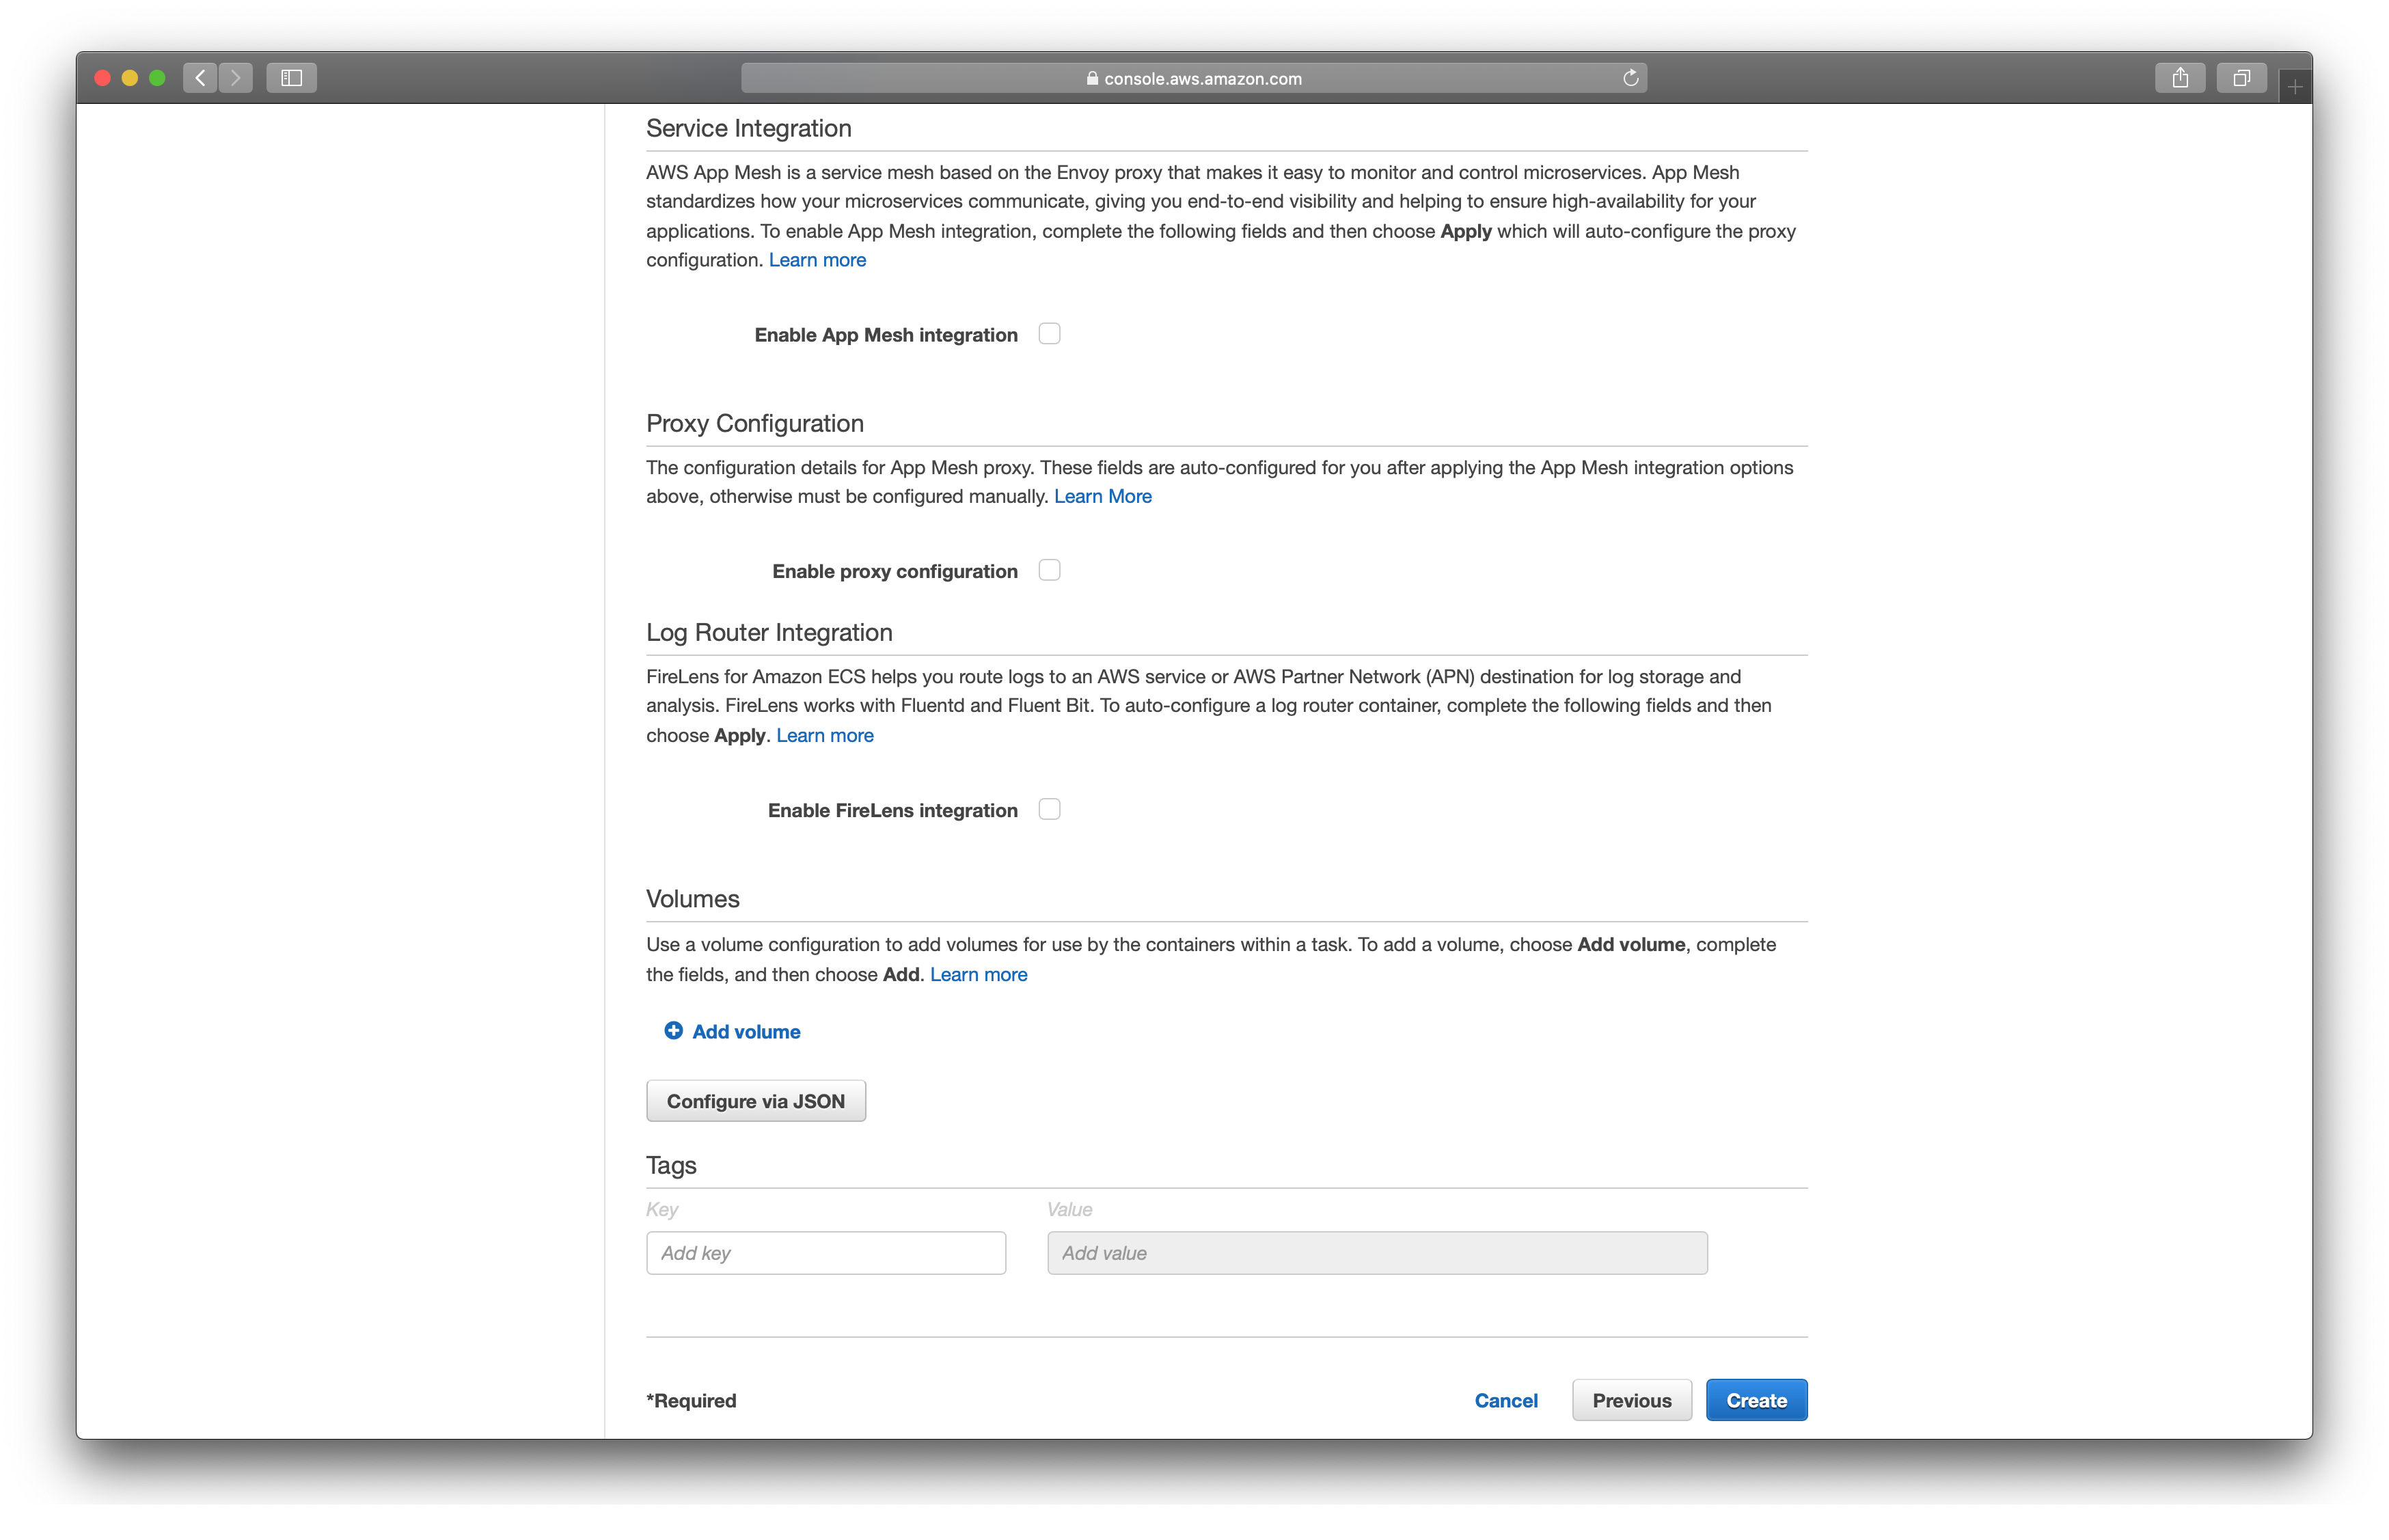 console.aws.amazon.com
Service Integration
AWS App Mesh is a service mesh based on the Envoy proxy that makes it easy to monitor and control microservices. App Mesh
standardizes how your microservices communicate, giving you end-to-end visibility and helping to ensure high-availability for your
applications. To enable App Mesh integration, complete the following fields and then choose Apply which will auto-configure the proxy
configuration. Learn more
Enable App Mesh integration
Proxy Configuration
The configuration details for App Mesh proxy. These fields are auto-configured for you after applying the App Mesh integration options
above, otherwise must be configured manually. Learn More
Enable proxy configuration
Log Router Integration
FireLens for Amazon ECS helps you route logs to an AWS service or AWS Partner Network (APN) destination for log storage and
analysis. FireLens works with Fluentd and Fluent Bit. To auto-configure a log router container, complete the following fields and then
choose Apply. Learn more
Enable FireLens integration
Volumes
Use a volume configuration to add volumes for use by the containers within a task. To add a volume, choose Add volume, complete
the fields, and then choose Add. Learn more
Add volume
Configure via JSON
Tags
Key Value
Add key Add value
*Required Cancel Previous Create